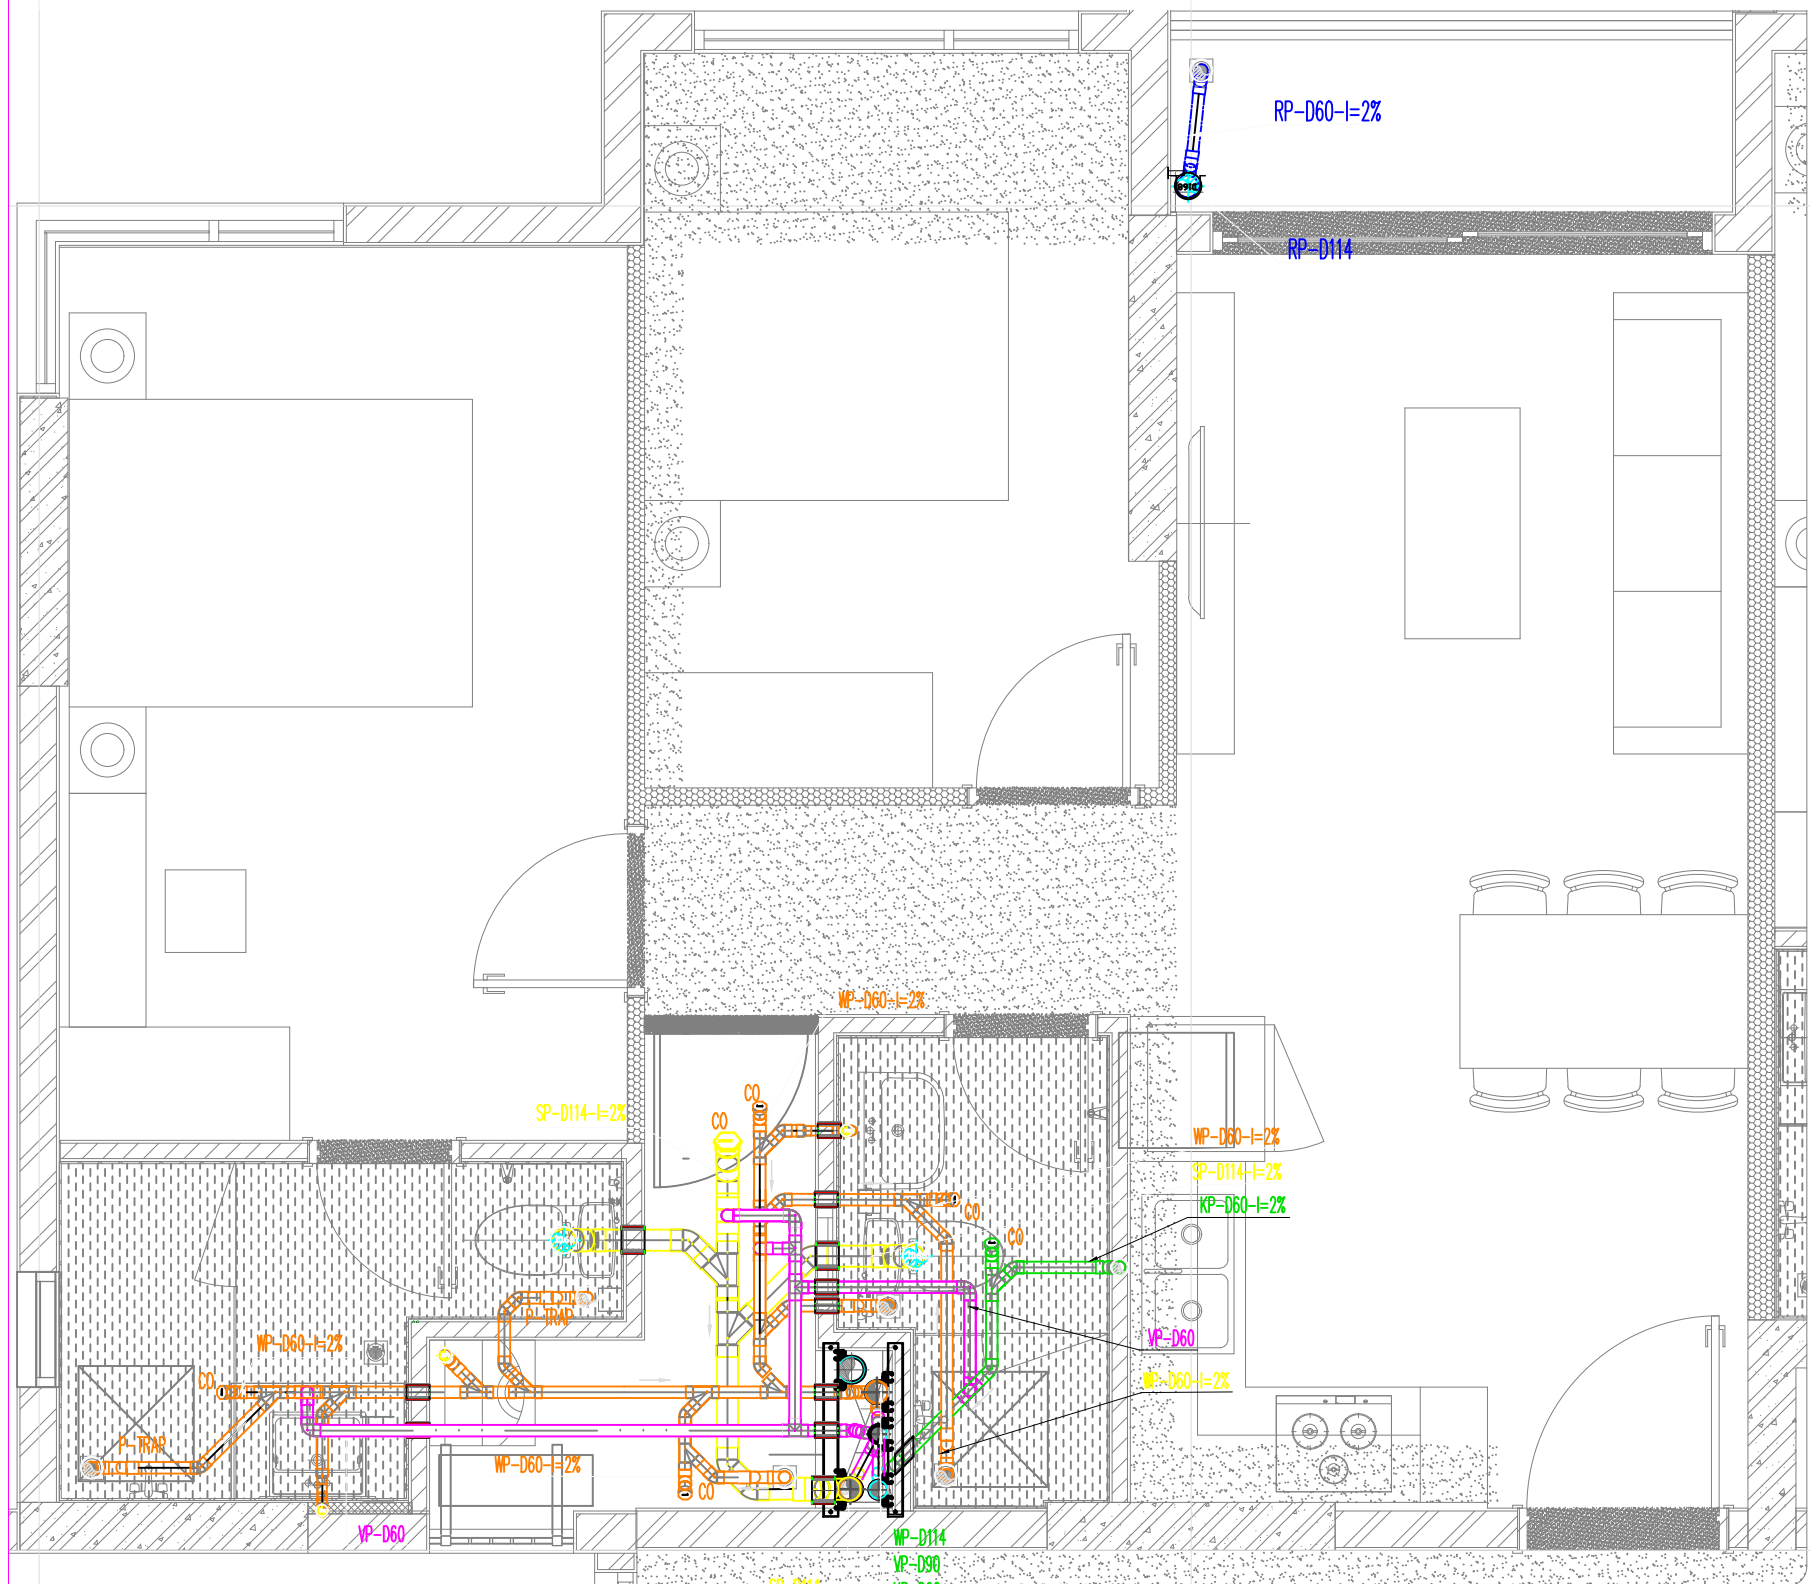 RP-D60-I=2%
RP-D114
WP-D60-I=2%
CO
SP-D114-I=2%
CO
WP-D60-I=2%
SP-D114-I=2%
KP-D60-I=2%
CO
CO
P-TRAP
WP-D60-I=2%
VP-D60
CO
WP-D60-I=2%
P-TRAP
WP-D60-I=2%
CO
VP-D60
WP-D114
VP-D90